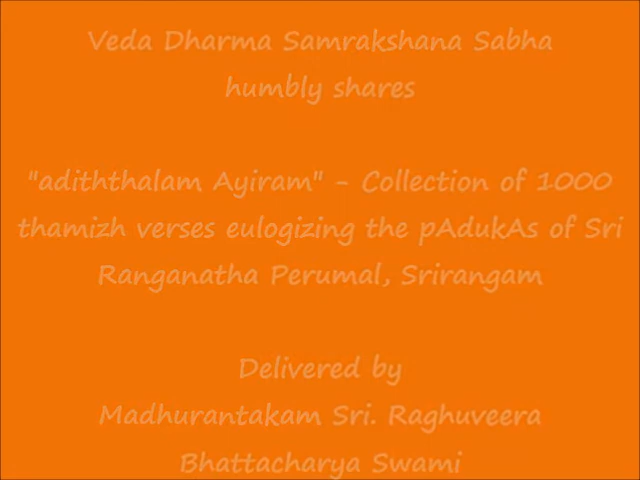 Veda Dharma Samrakshana Sabha
humbly shares
"adiththalam Ayiram" - Collection of 1000
thamizh verses eulogizing the pAdukAs of Sri
Ranganatha Perumal, Srirangam
Delivered by
Madhurantakam Sri. Raghuveera
Bhattacharya Swami